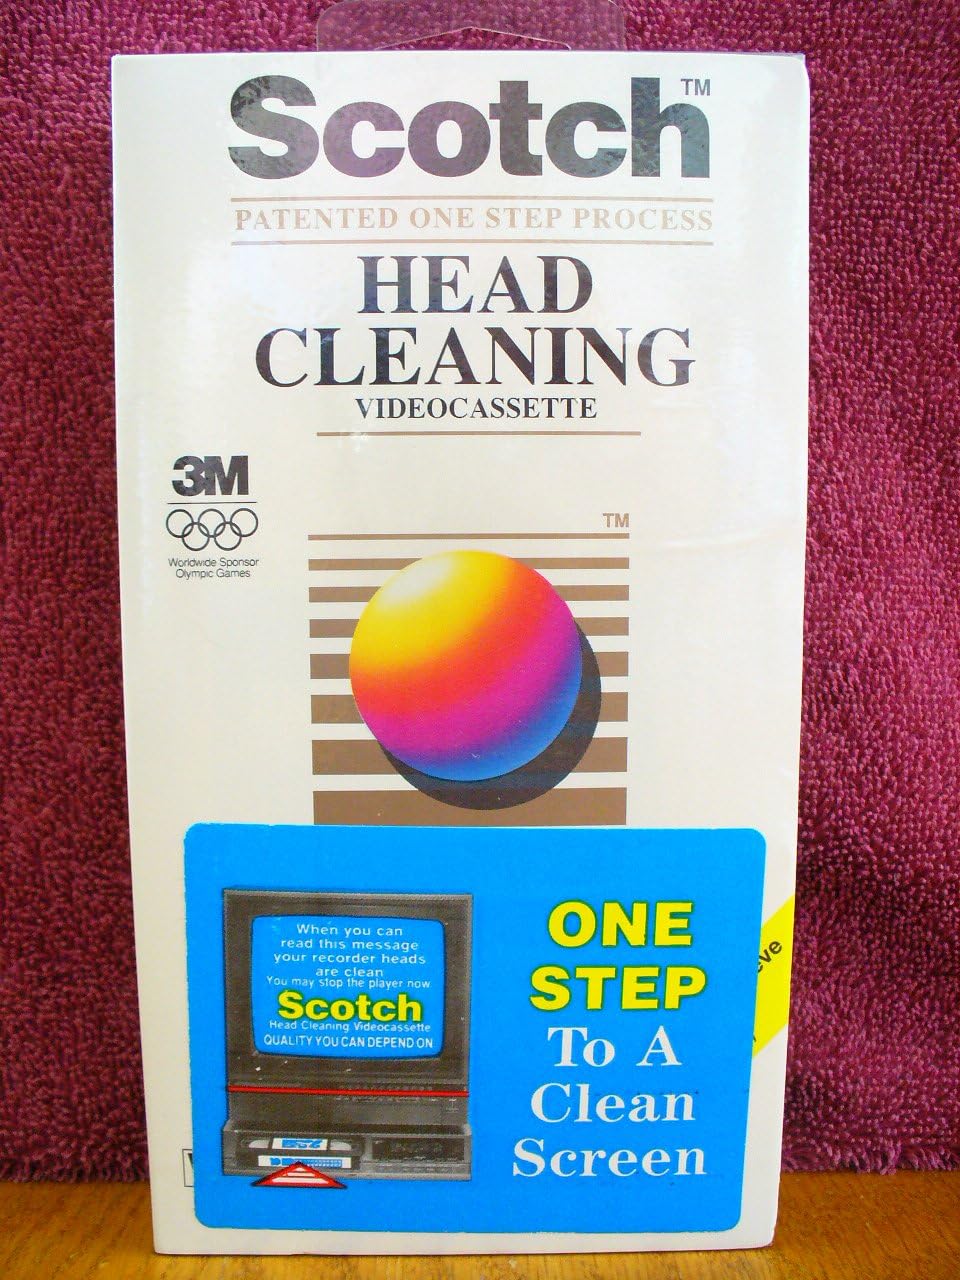 Scotch™
PATENTED ONE STEP PROCESS
HEAD
CLEANING
VIDEOCASSETTE
3M
Worldwide Sponsor
Olympic Games
TM
When you can
read this message
your recorder heads
are clean
You may stop the player now
Scotch
Head Cleaning Videocassette
QUALITY YOU CAN DEPEND ON
ONE
STEP
To A
Clean
Screen